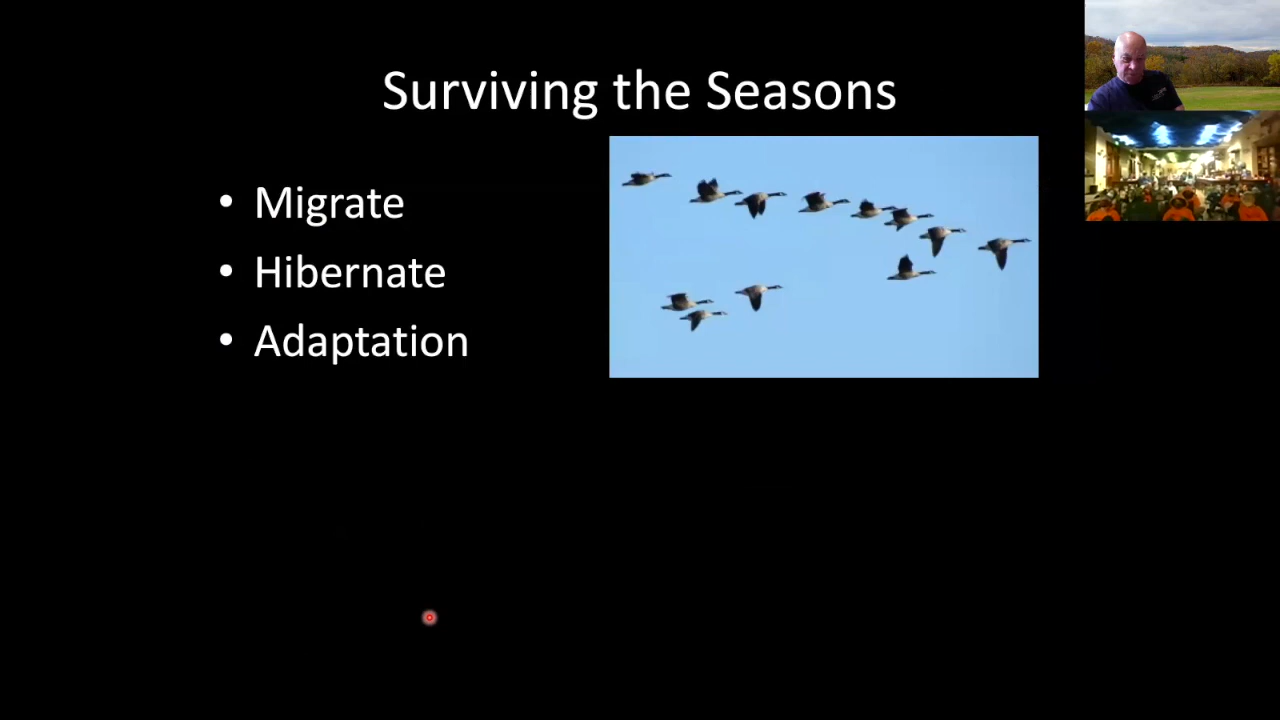 Surviving the Seasons
• Migrate
• Hibernate
• Adaptation